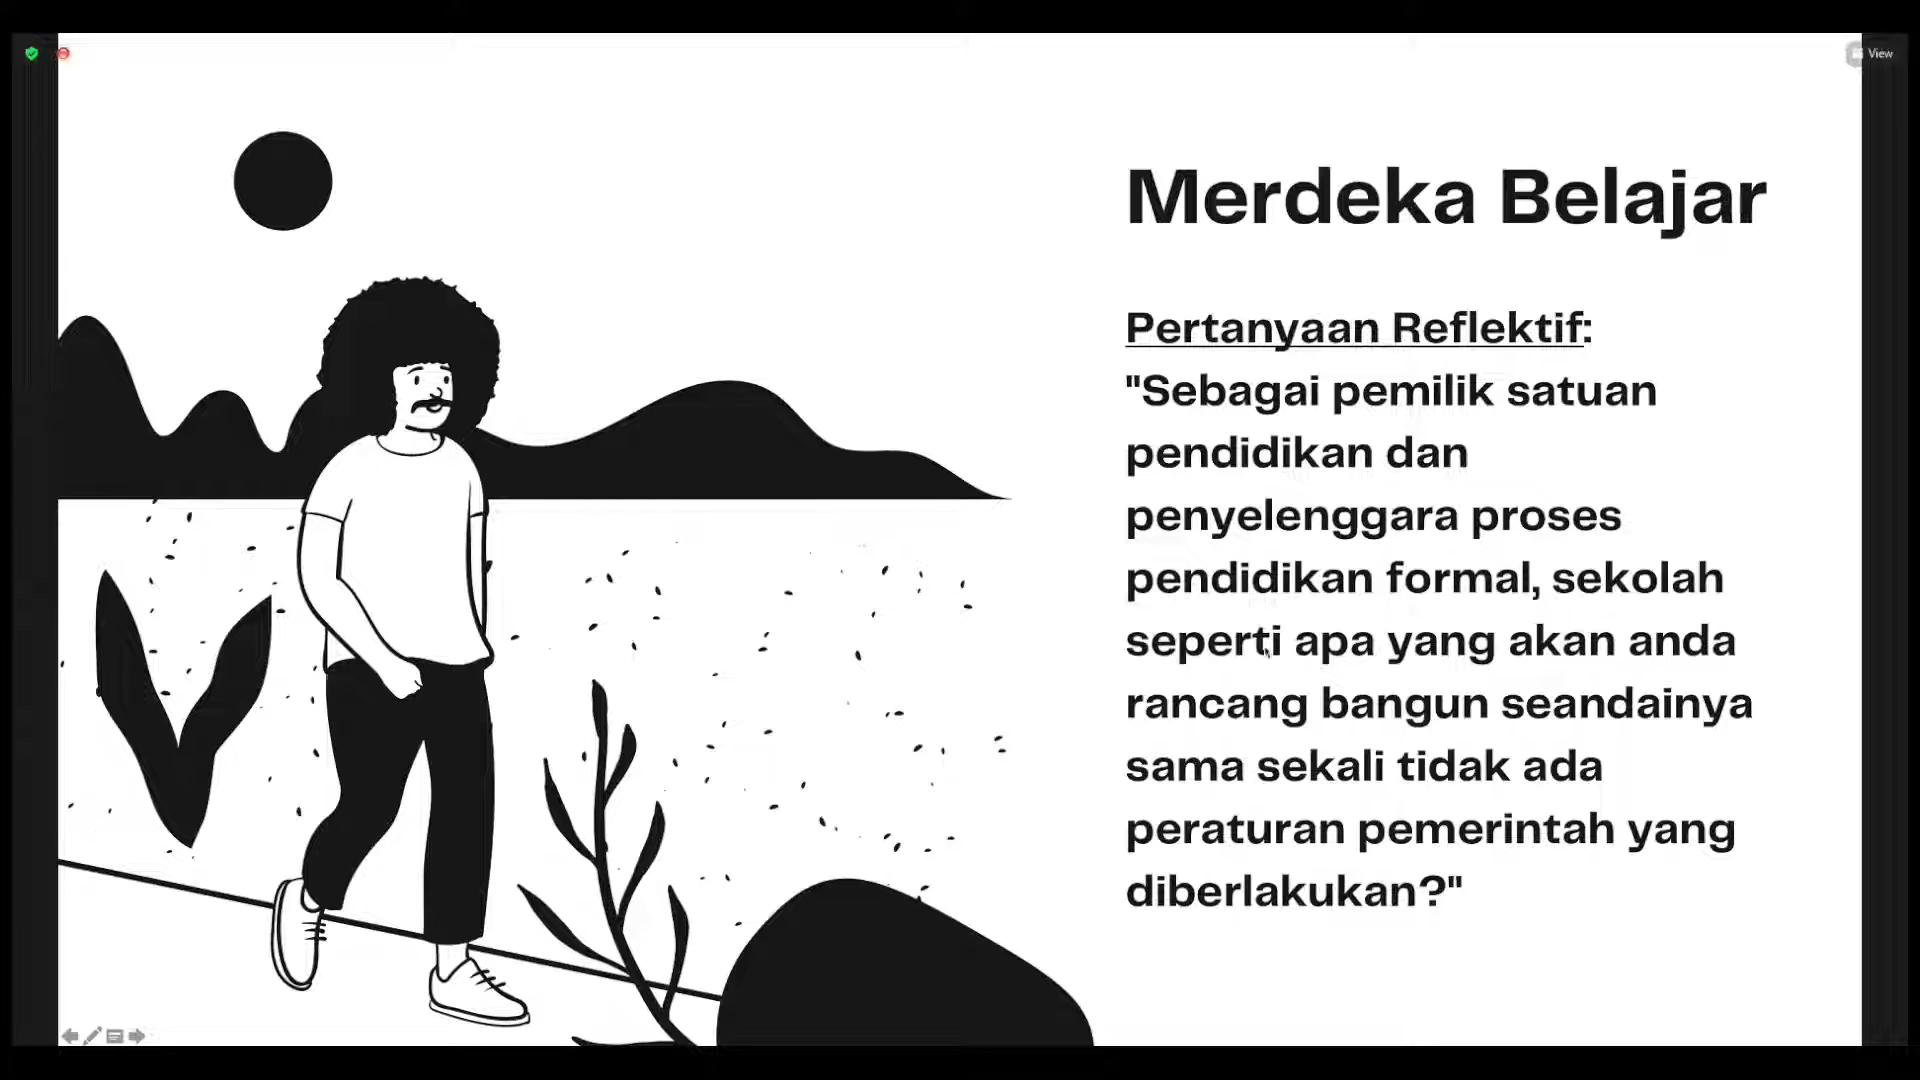 View
Merdeka Belajar
Pertanyaan Reflektif:
"Sebagai pemilik satuan
pendidikan dan
penyelenggara proses
pendidikan formal, sekolah
seperti apa yang akan anda
rancang bangun seandainya
sama sekali tidak ada
peraturan pemerintah yang
diberlakukan?"